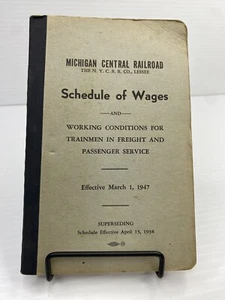 MICHIGAN CENTRAL RAILROAD
THE N. Y. C. R. R. CO., LESSEE
Schedule of Wages
—AND—
WORKING CONDITIONS FOR
TRAINMEN IN FREIGHT AND
PASSENGER SERVICE
Effective March 1, 1947
SUPERSEDING
Schedule Effective April 15, 1938